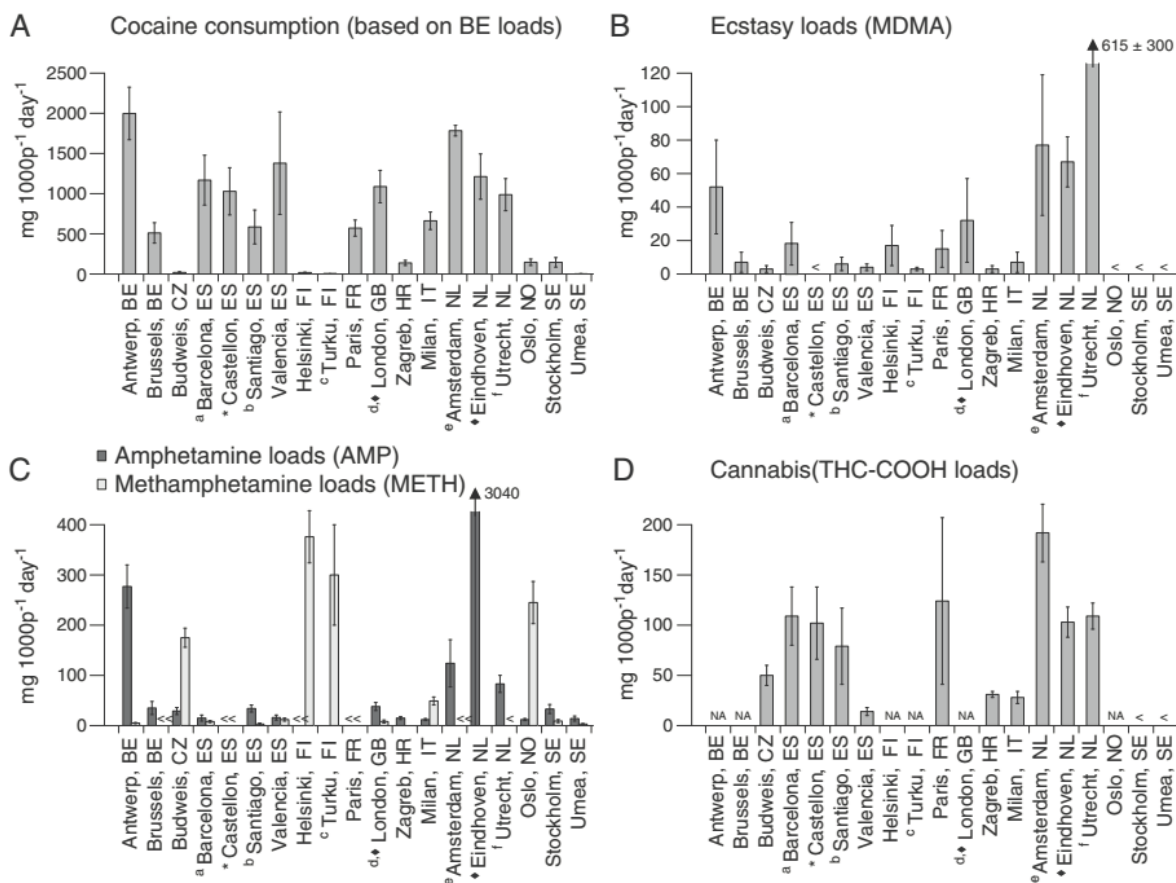 A Cocaine consumption (based on BE loads)
mg 1000p⁻¹ day⁻¹
2500
2000
1500
1000
500
0
Antwerp, BE
Brussels, BE
Budweis, CZ
ᵃ Barcelona, ES
* Castellon, ES
ᵇ Santiago, ES
Valencia, ES
Helsinki, FI
ᶜ Turku, FI
Paris, FR
ᵈ,♦ London, GB
Zagreb, HR
Milan, IT
ᵉ Amsterdam, NL
♦ Eindhoven, NL
ᶠ Utrecht, NL
Oslo, NO
Stockholm, SE
Umea, SE
B Ecstasy loads (MDMA)
615 ± 300
mg 1000p⁻¹ day⁻¹
120
100
80
60
40
20
0
< < < <
Antwerp, BE
Brussels, BE
Budweis, CZ
ᵃ Barcelona, ES
* Castellon, ES
ᵇ Santiago, ES
Valencia, ES
Helsinki, FI
ᶜ Turku, FI
Paris, FR
ᵈ,♦ London, GB
Zagreb, HR
Milan, IT
ᵉ Amsterdam, NL
♦ Eindhoven, NL
ᶠ Utrecht, NL
Oslo, NO
Stockholm, SE
Umea, SE
C Amphetamine loads (AMP)
Methamphetamine loads (METH)
3040
mg 1000p⁻¹day⁻¹
400
300
200
100
0
<< << << << << <
Antwerp, BE
Brussels, BE
Budweis, CZ
ᵃ Barcelona, ES
* Castellon, ES
ᵇ Santiago, ES
Valencia, ES
Helsinki, FI
ᶜ Turku, FI
Paris, FR
ᵈ,♦ London, GB
Zagreb, HR
Milan, IT
ᵉ Amsterdam, NL
♦ Eindhoven, NL
ᶠ Utrecht, NL
Oslo, NO
Stockholm, SE
Umea, SE
D Cannabis(THC-COOH loads)
mg 1000p⁻¹ day⁻¹
200
150
100
50
0
NA NA NA NA NA NA < <
Antwerp, BE
Brussels, BE
Budweis, CZ
ᵃ Barcelona, ES
* Castellon, ES
ᵇ Santiago, ES
Valencia, ES
Helsinki, FI
ᶜ Turku, FI
Paris, FR
ᵈ,♦ London, GB
Zagreb, HR
Milan, IT
ᵉ Amsterdam, NL
♦ Eindhoven, NL
ᶠ Utrecht, NL
Oslo, NO
Stockholm, SE
Umea, SE